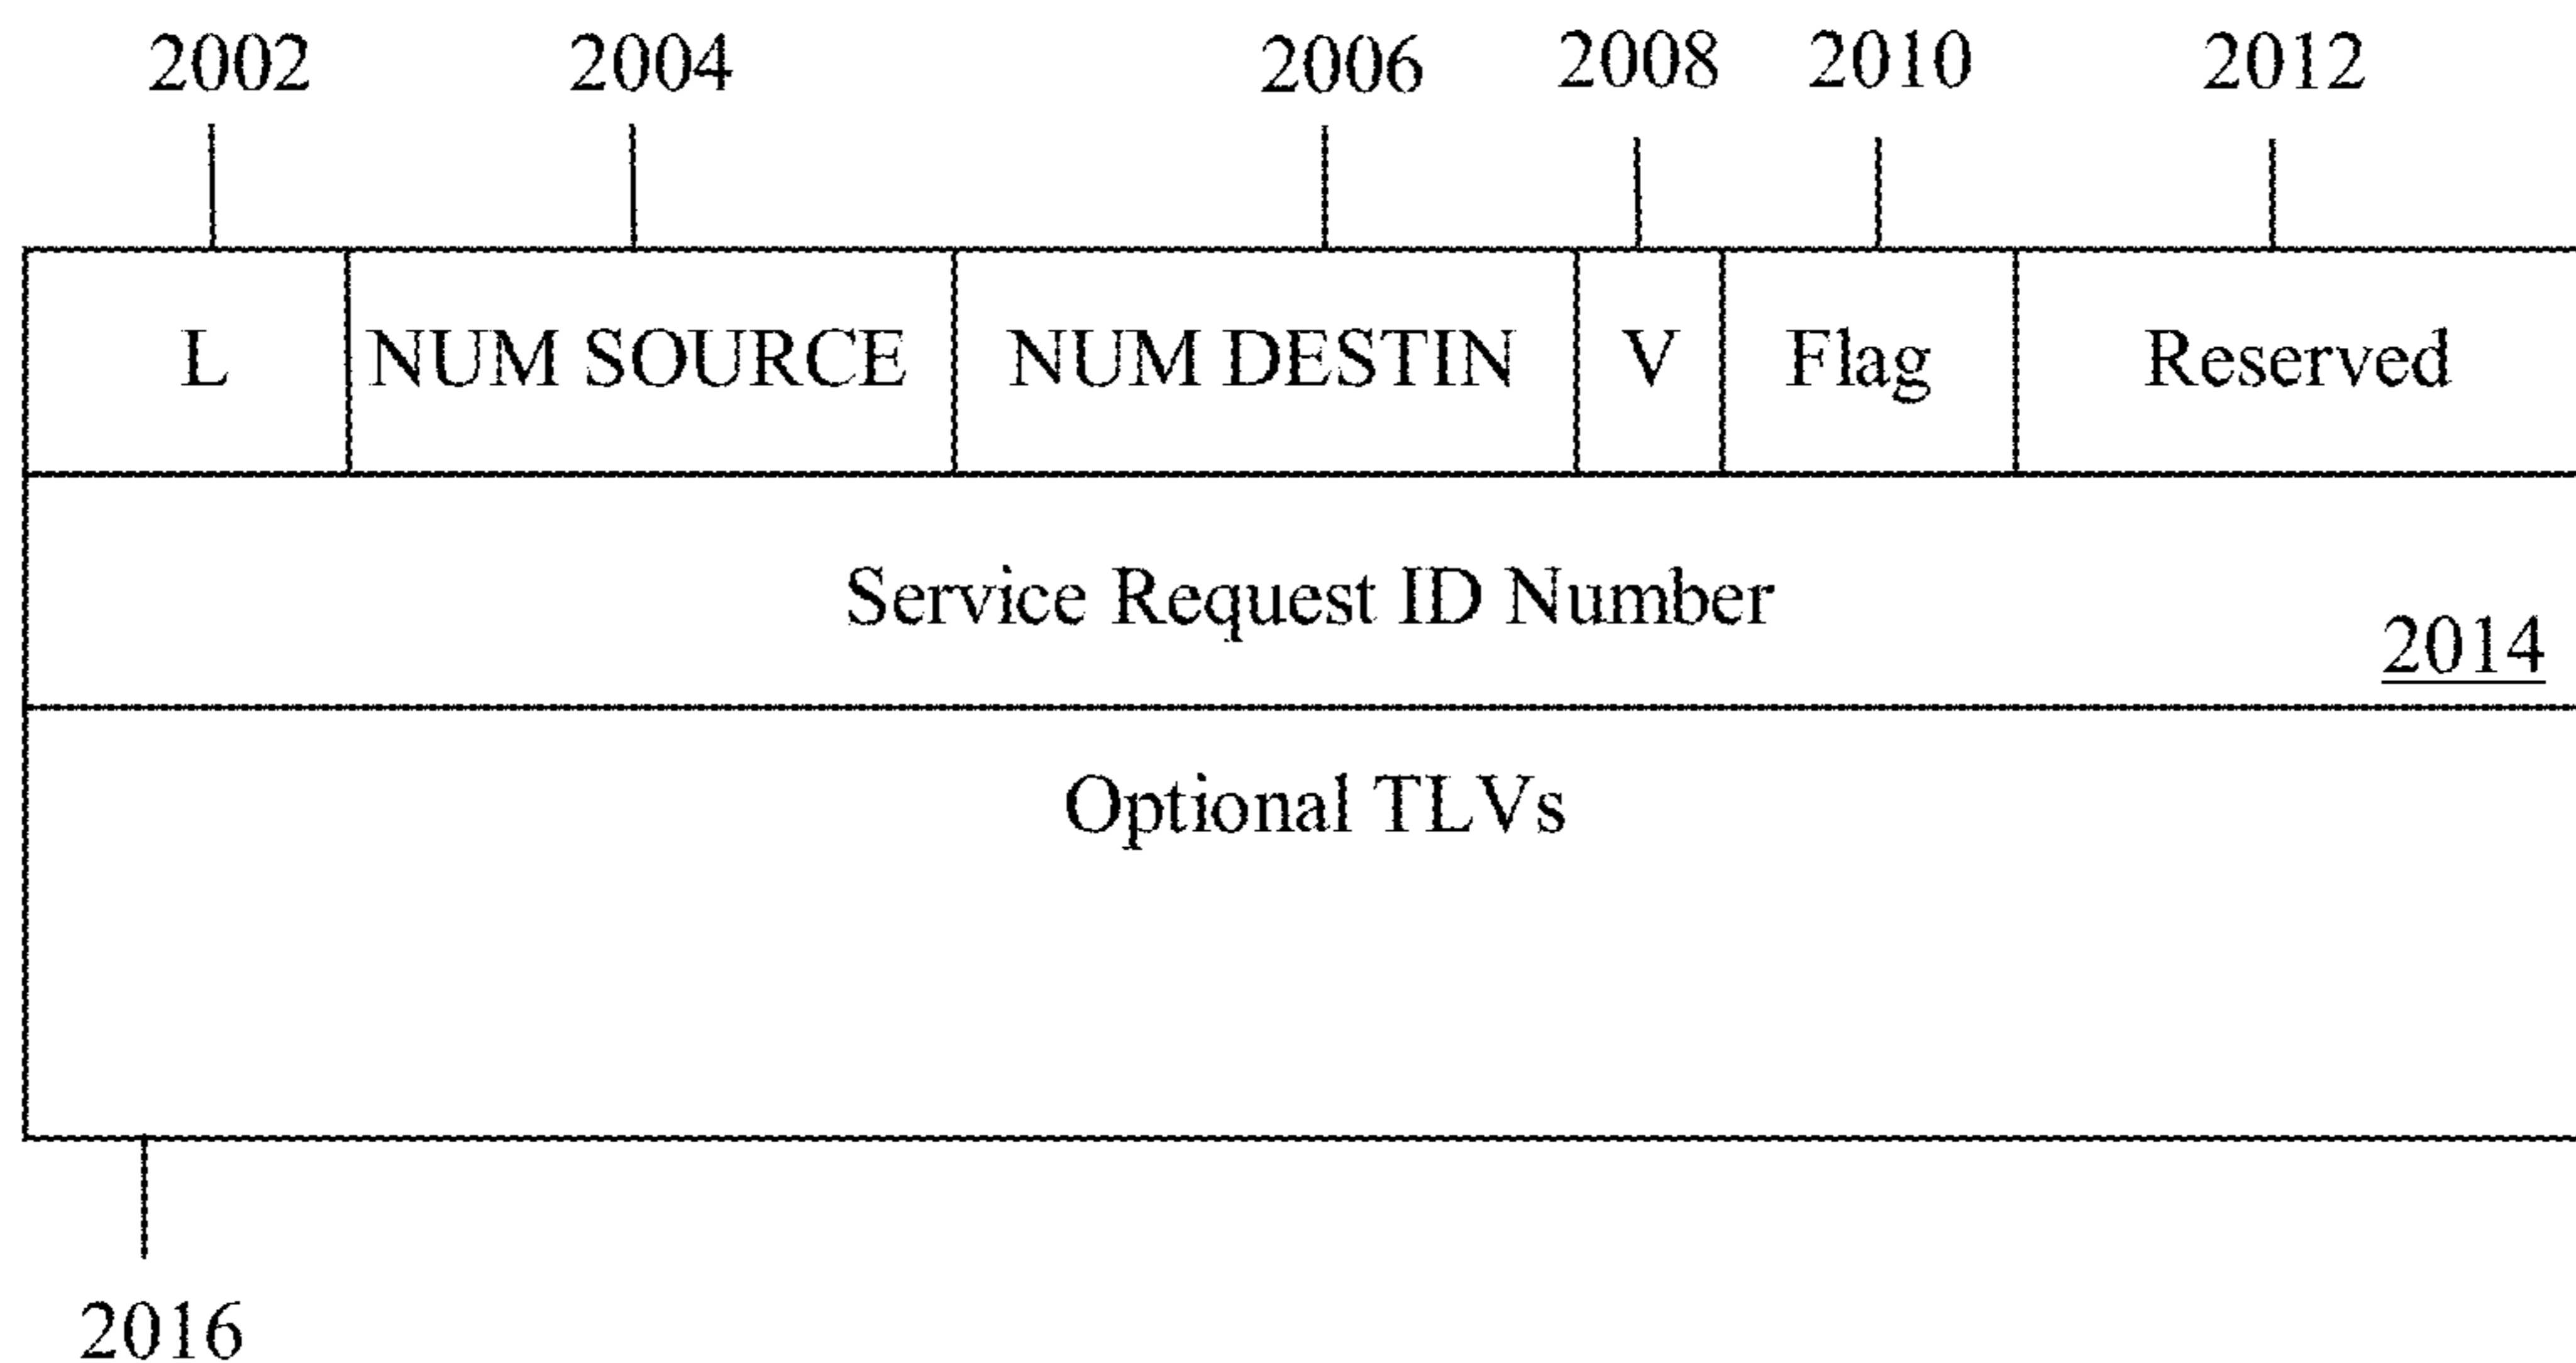 2002 2004 2006 2008 2010 2012
L NUM SOURCE NUM DESTIN V Flag Reserved
Service Request ID Number
2014
Optional TLVs
2016